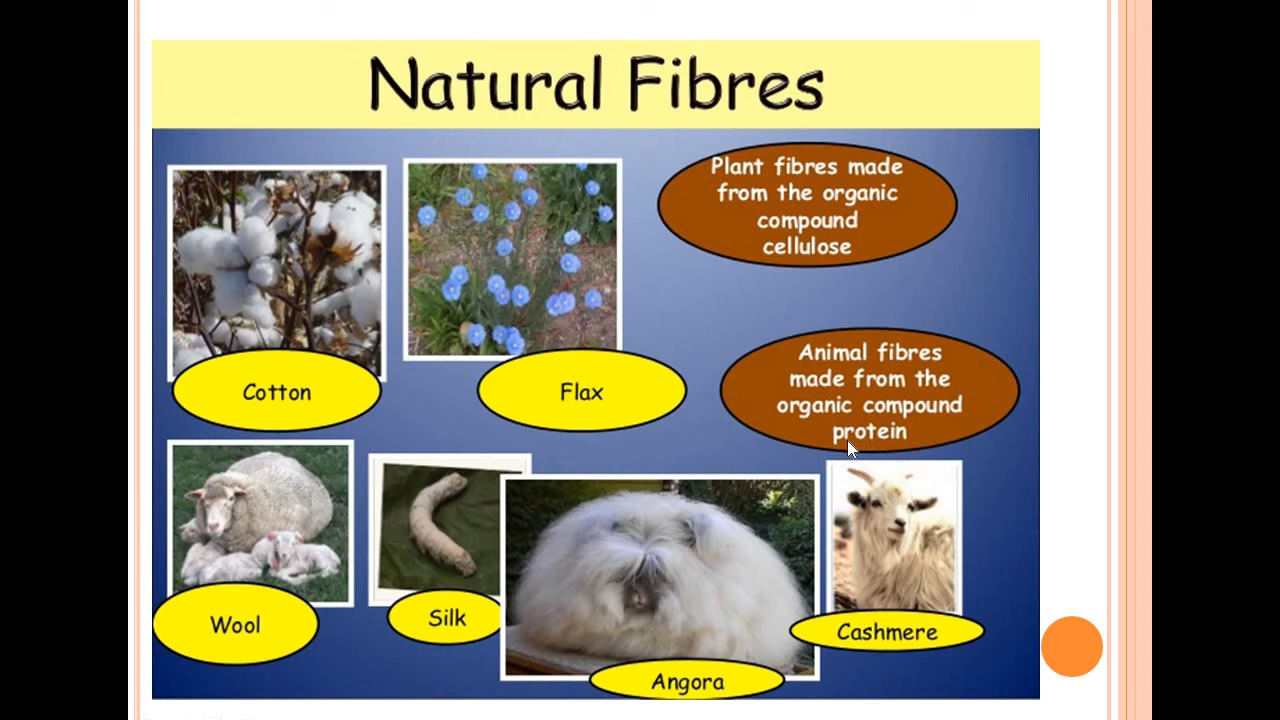 Natural Fibres
Plant fibres made
from the organic
compound
cellulose
Cotton
Flax
Animal fibres
made from the
organic compound
protein
Wool
Silk
Angora
Cashmere